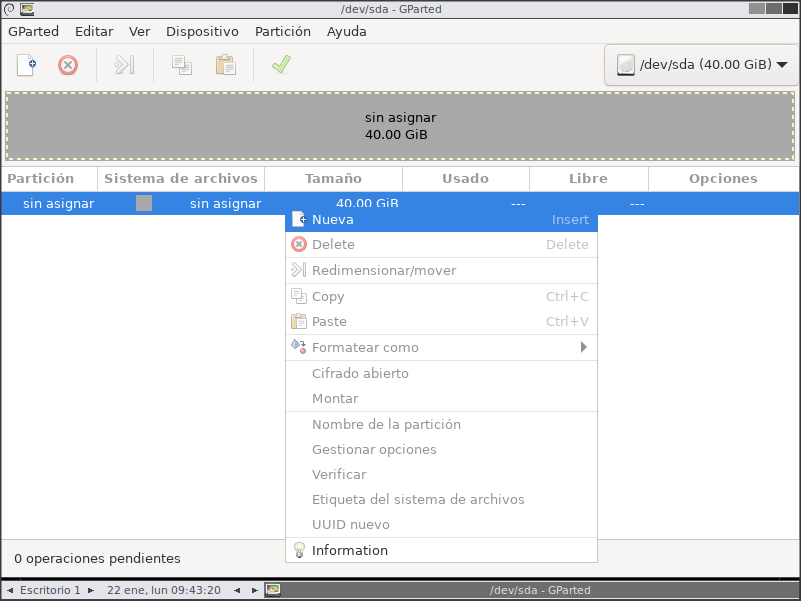 /dev/sda - GParted
GParted Editar Ver Dispositivo Partición Ayuda
/dev/sda (40.00 GiB)
sin asignar
40.00 GiB
Partición Sistema de archivos Tamaño Usado Libre Opciones
sin asignar sin asignar 40.00 GiB --- ---
Nueva Insert
Delete Delete
Redimensionar/mover
Copy Ctrl+C
Paste Ctrl+V
Formatear como
Cifrado abierto
Montar
Nombre de la partición
Gestionar opciones
Verificar
Etiqueta del sistema de archivos
UUID nuevo
Information
0 operaciones pendientes
Escritorio 1 22 ene, lun 09:43:20 /dev/sda - GParted